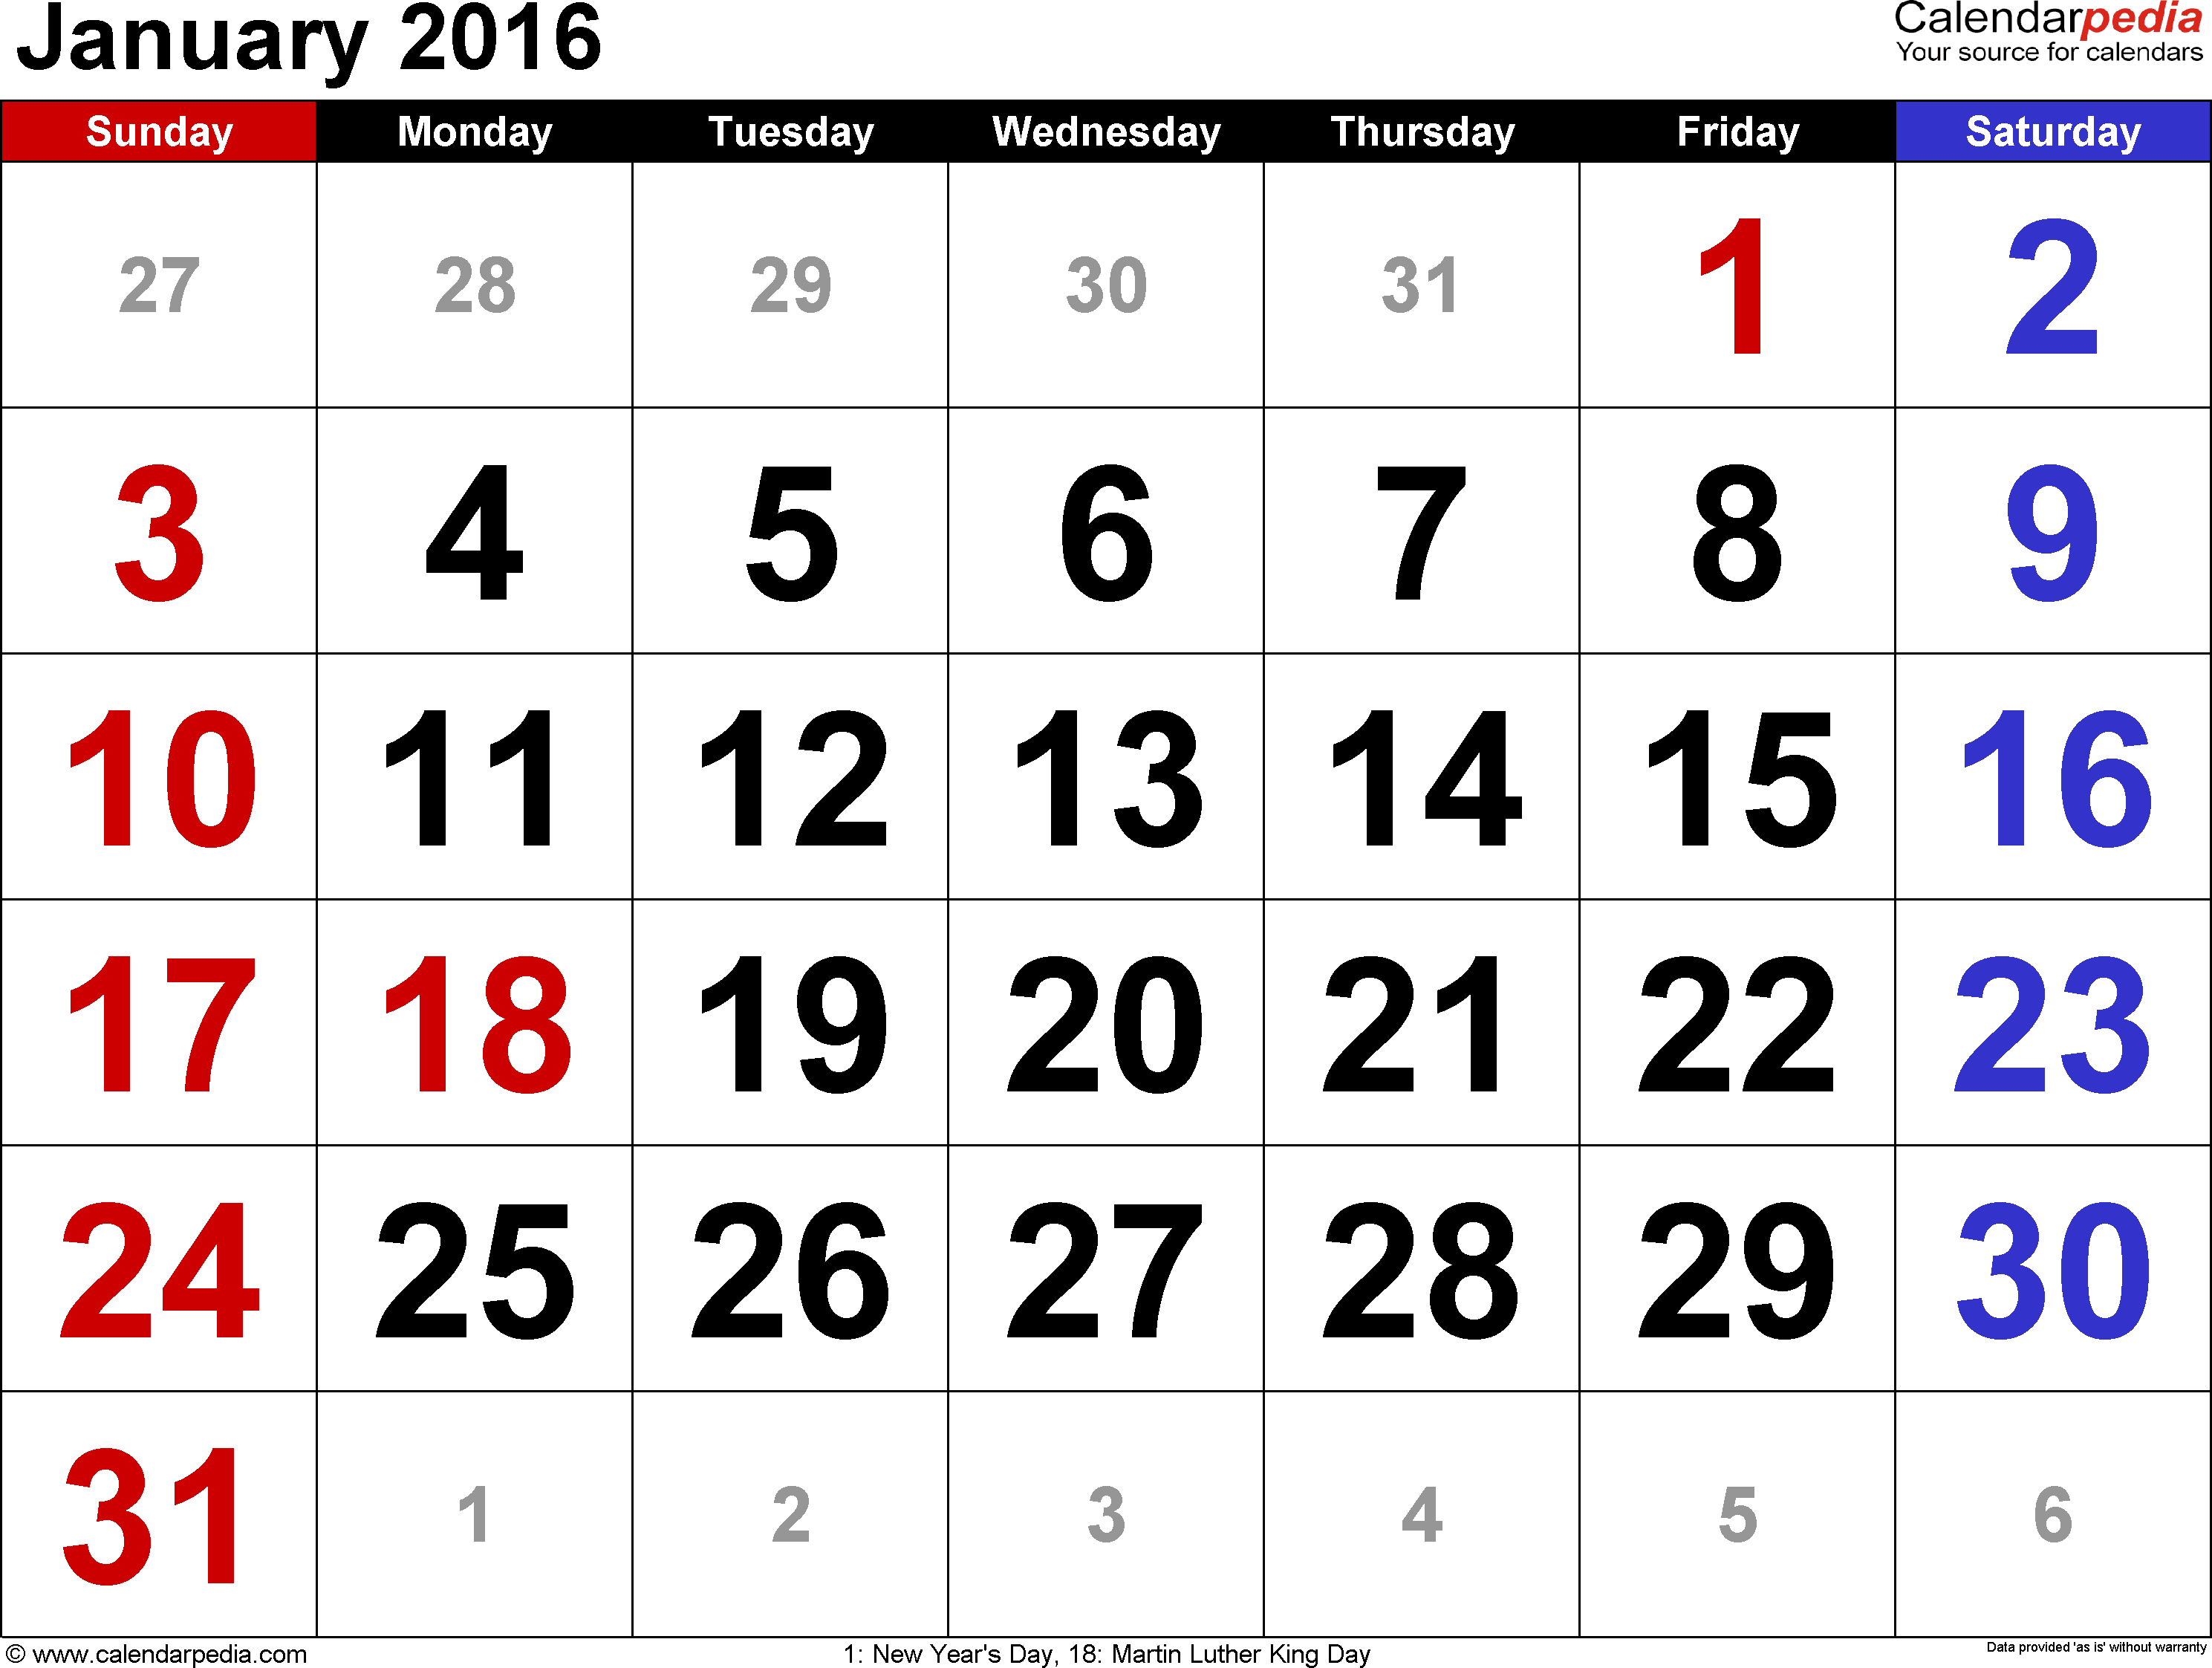 January 2016
Calendarpedia
Your source for calendars
Sunday Monday Tuesday Wednesday Thursday Friday Saturday
27 28 29 30 31 1 2
3 4 5 6 7 8 9
10 11 12 13 14 15 16
17 18 19 20 21 22 23
24 25 26 27 28 29 30
31 1 2 3 4 5 6
© www.calendarpedia.com 1: New Year's Day, 18: Martin Luther King Day Data provided 'as is' without warranty